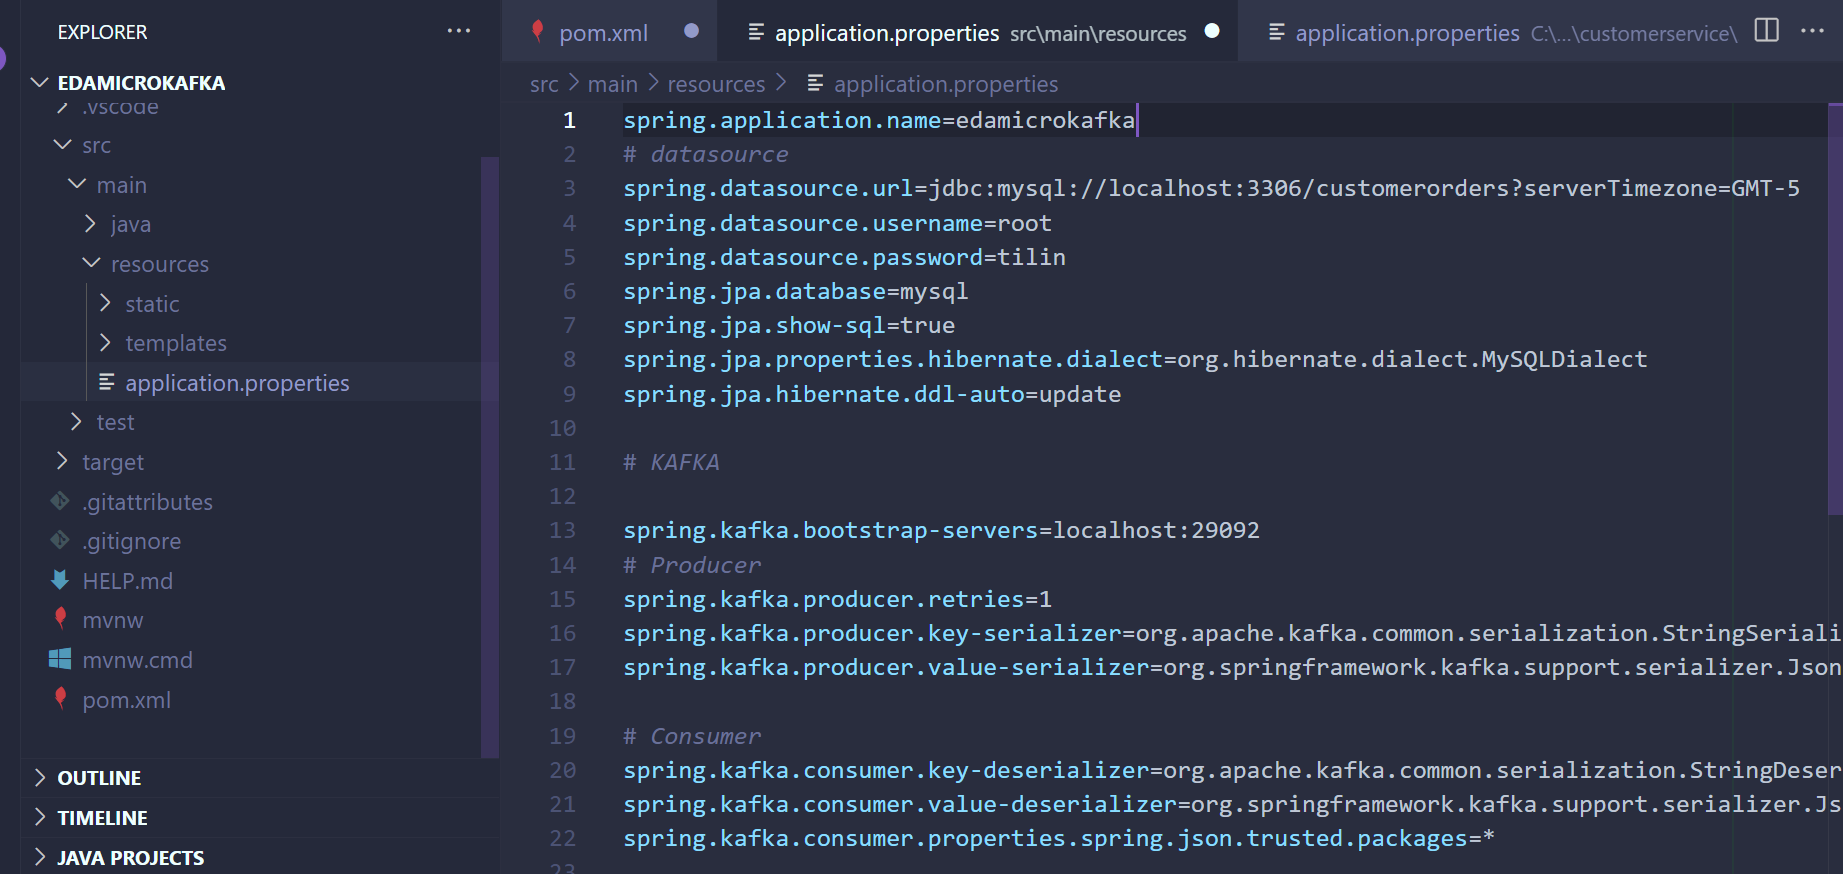 EXPLORER
EDAMICROKAFKA
.vscode
src
main
java
resources
static
templates
application.properties
test
target
.gitattributes
.gitignore
HELP.md
mvnw
mvnw.cmd
pom.xml
OUTLINE
TIMELINE
JAVA PROJECTS
pom.xml
application.properties src\main\resources
application.properties C:\...\customerservice\
src > main > resources > application.properties
1 spring.application.name=edamicrokafka
2 # datasource
3 spring.datasource.url=jdbc:mysql://localhost:3306/customerorders?serverTimezone=GMT-5
4 spring.datasource.username=root
5 spring.datasource.password=tilin
6 spring.jpa.database=mysql
7 spring.jpa.show-sql=true
8 spring.jpa.properties.hibernate.dialect=org.hibernate.dialect.MySQLDialect
9 spring.jpa.hibernate.ddl-auto=update
10
11 # KAFKA
12
13 spring.kafka.bootstrap-servers=localhost:29092
14 # Producer
15 spring.kafka.producer.retries=1
16 spring.kafka.producer.key-serializer=org.apache.kafka.common.serialization.StringSeriali
17 spring.kafka.producer.value-serializer=org.springframework.kafka.support.serializer.Json
18
19 # Consumer
20 spring.kafka.consumer.key-deserializer=org.apache.kafka.common.serialization.StringDeser
21 spring.kafka.consumer.value-deserializer=org.springframework.kafka.support.serializer.Js
22 spring.kafka.consumer.properties.spring.json.trusted.packages=*
23